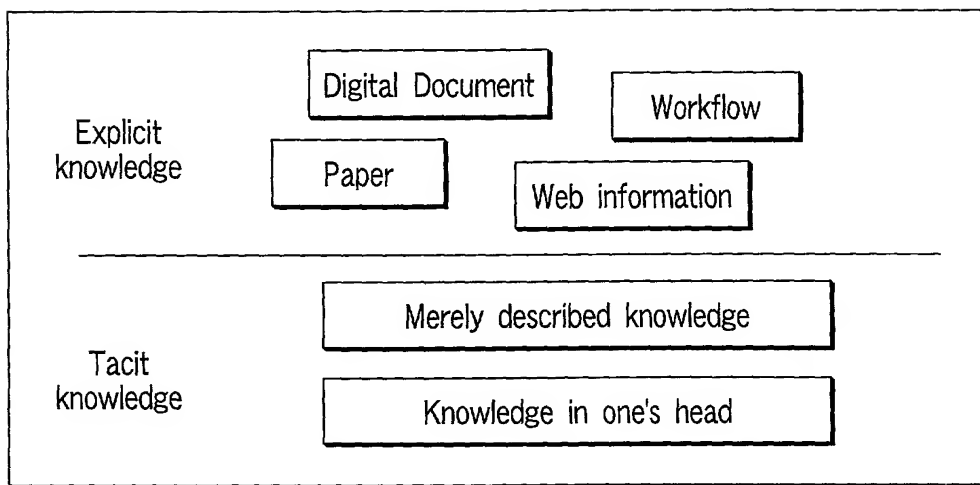 Digital Document
Workflow
Explicit
knowledge
Paper
Web information
Merely described knowledge
Tacit
knowledge
Knowledge in one's head